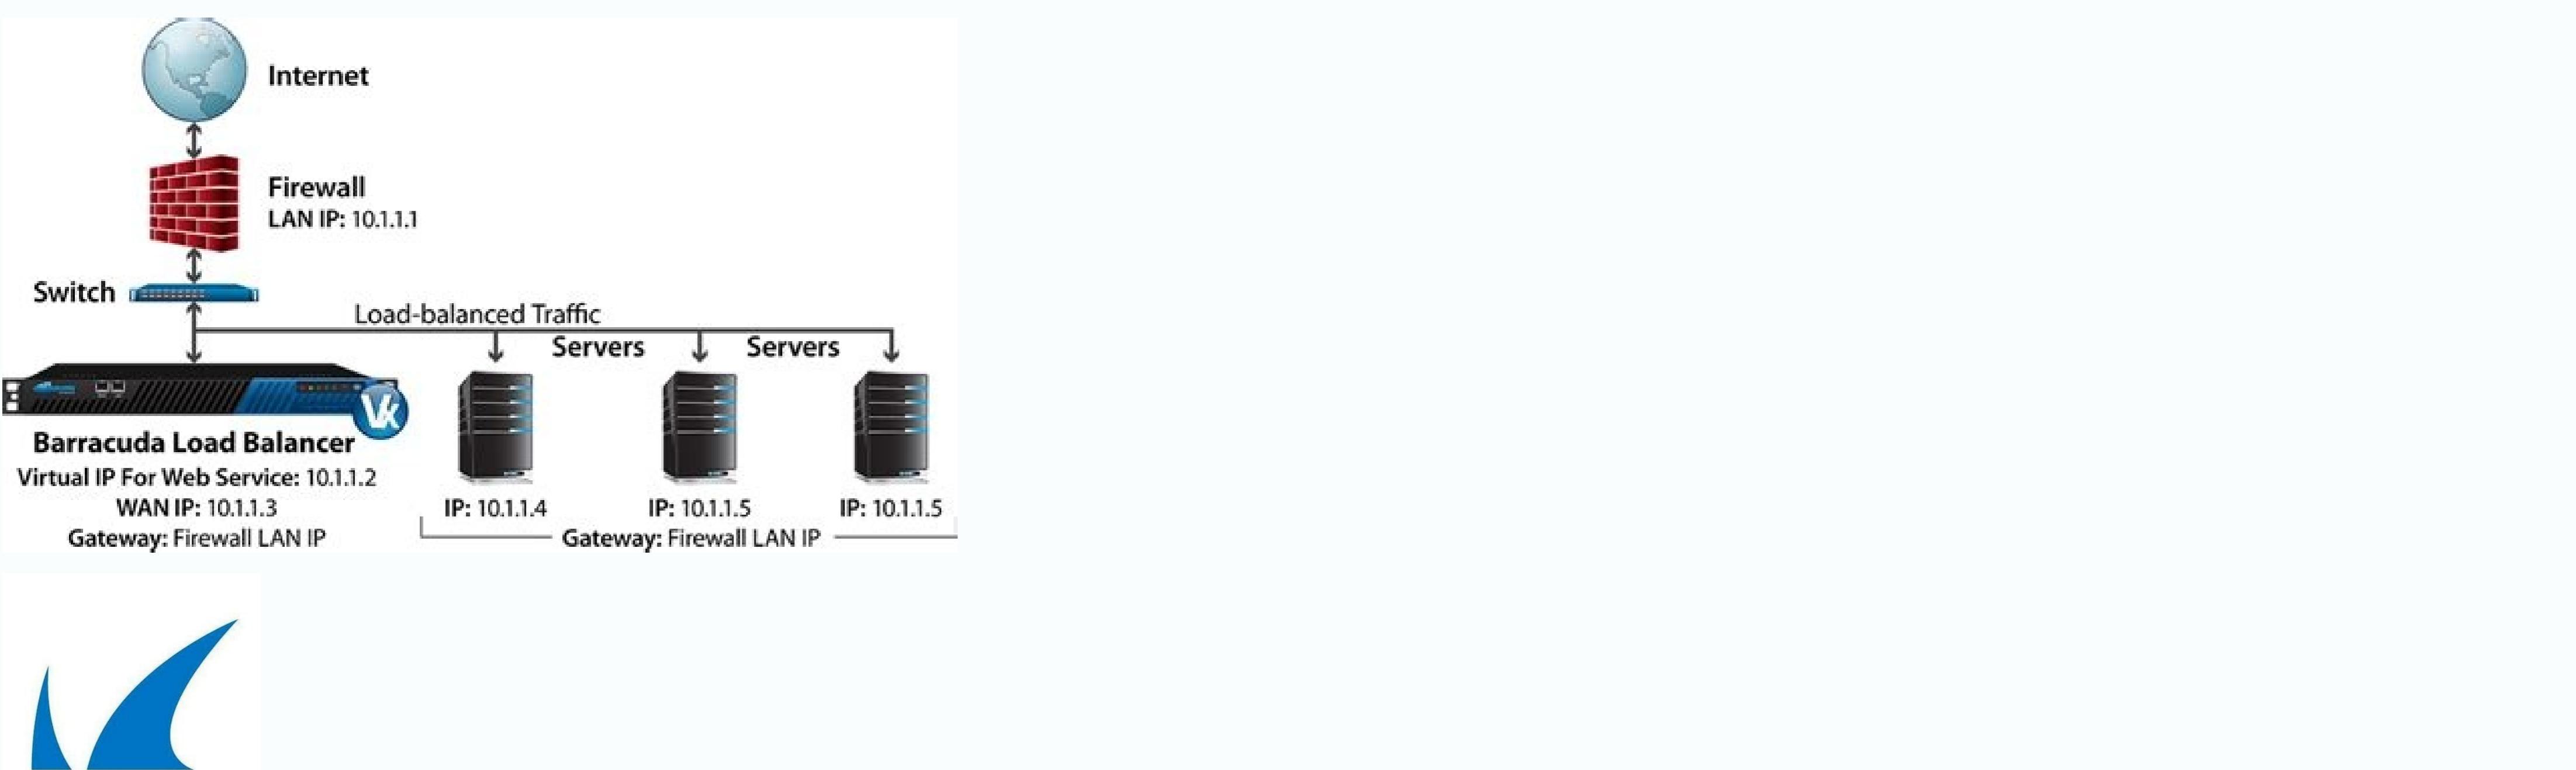 Internet
Firewall
LAN IP: 10.1.1.1
Switch
Load-balanced Traffic
Servers
Servers
Barracuda Load Balancer
Virtual IP For Web Service: 10.1.1.2
WAN IP: 10.1.1.3
Gateway: Firewall LAN IP
IP: 10.1.1.4
IP: 10.1.1.5
IP: 10.1.1.5
Gateway: Firewall LAN IP
Vx